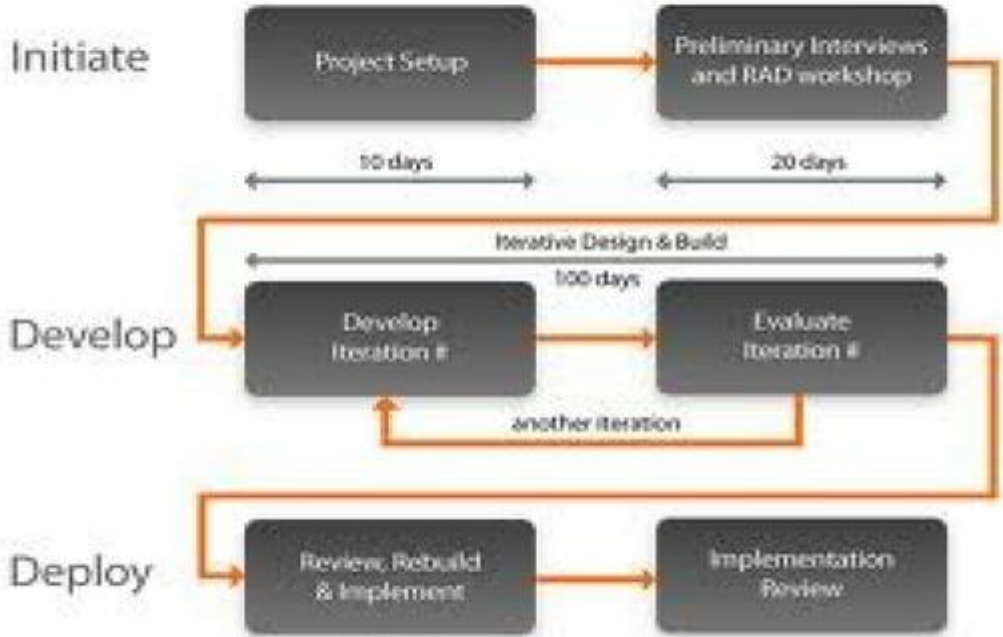 Initiate
Project Setup
Preliminary Interviews
and RAD workshop
10 days
20 days
Iterative Design & Build
100 days
Develop
Develop
Iteration #
Evaluate
Iteration #
another iteration
Deploy
Review, Rebuild
& Implement
Implementation
Review